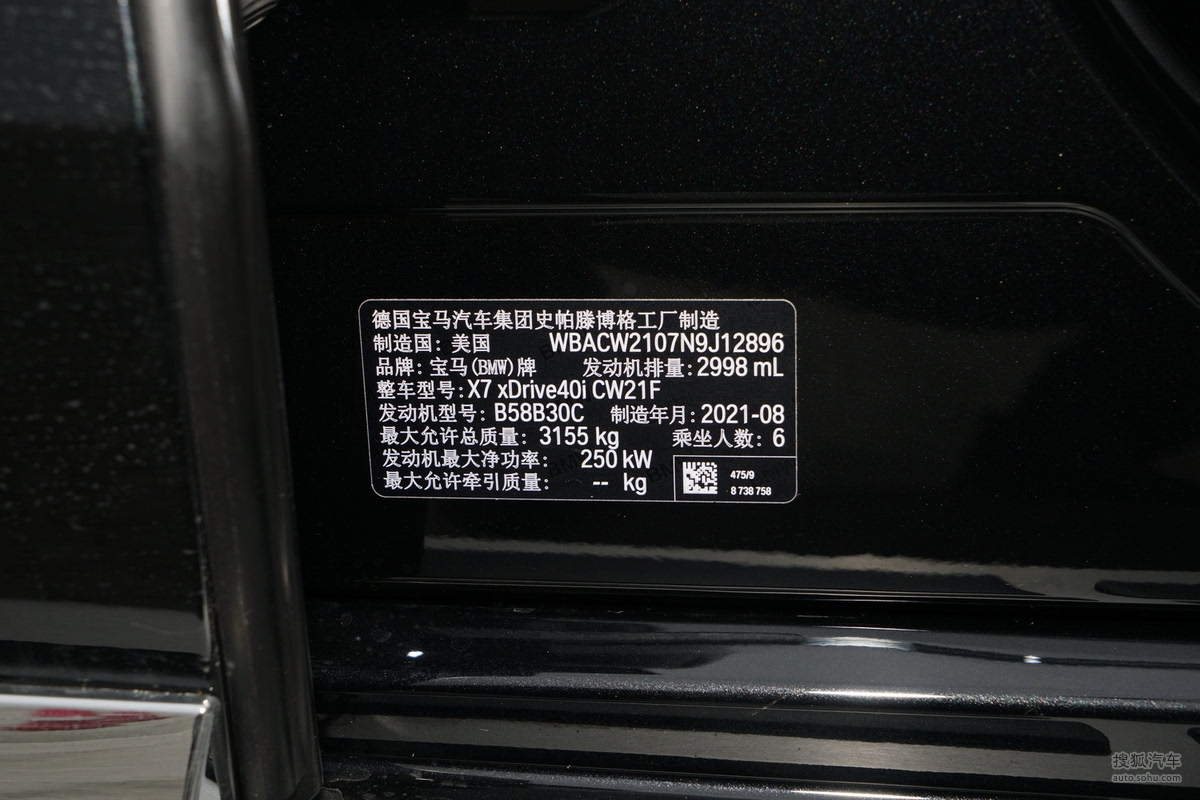 德国宝马汽车集团史帕滕博格工厂制造
制造国: 美国 WBACW2107N9J12896
品牌: 宝马(BMW)牌 发动机排量: 2998 mL
整车型号: X7 xDrive40i CW21F
发动机型号: B58B30C 制造年月: 2021-08
最大允许总质量: 3155 kg 乘坐人数: 6
发动机最大净功率: 250 kW
最大允许牵引质量: -- kg
475/9
8 738 758
搜狐汽车
auto.sohu.com